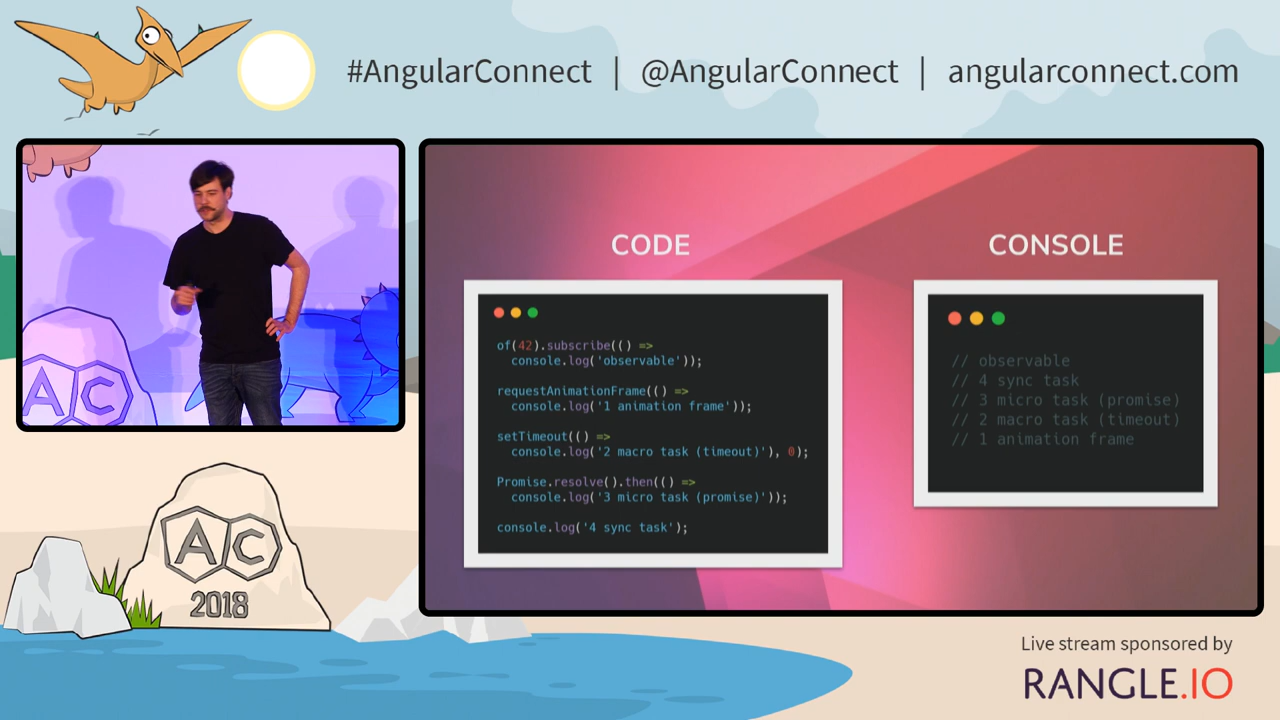 #AngularConnect | @AngularConnect | angularconnect.com
AC
CODE
of(42).subscribe(() =>
  console.log('observable'));
requestAnimationFrame(() =>
  console.log('1 animation frame'));
setTimeout(() =>
  console.log('2 macro task (timeout)'), 0);
Promise.resolve().then(() =>
  console.log('3 micro task (promise)'));
console.log('4 sync task');
CONSOLE
// observable
// 4 sync task
// 3 micro task (promise)
// 2 macro task (timeout)
// 1 animation frame
AC
2018
Live stream sponsored by
RANGLE.IO